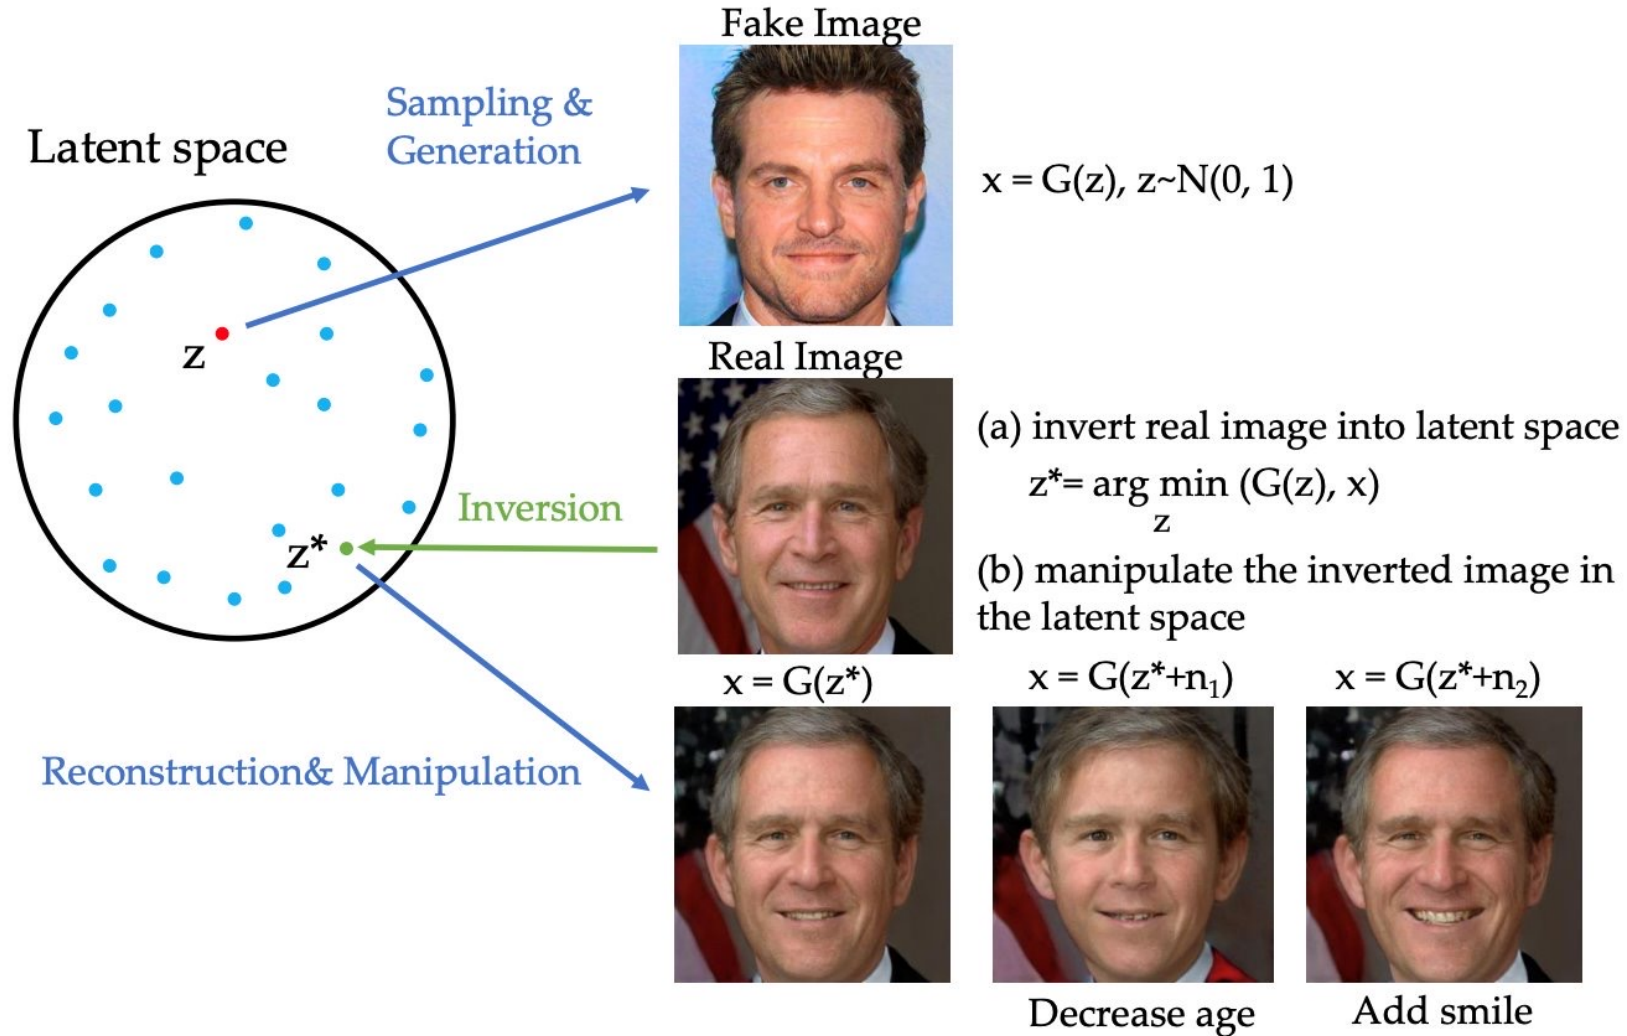 Fake Image
Sampling &
Generation
Latent space
x = G(z), z~N(0, 1)
z
Real Image
(a) invert real image into latent space
z*= arg min (G(z), x)
z
Inversion
z*
(b) manipulate the inverted image in
the latent space
x = G(z*)
x = G(z*+n₁)
x = G(z*+n₂)
Reconstruction& Manipulation
Decrease age
Add smile